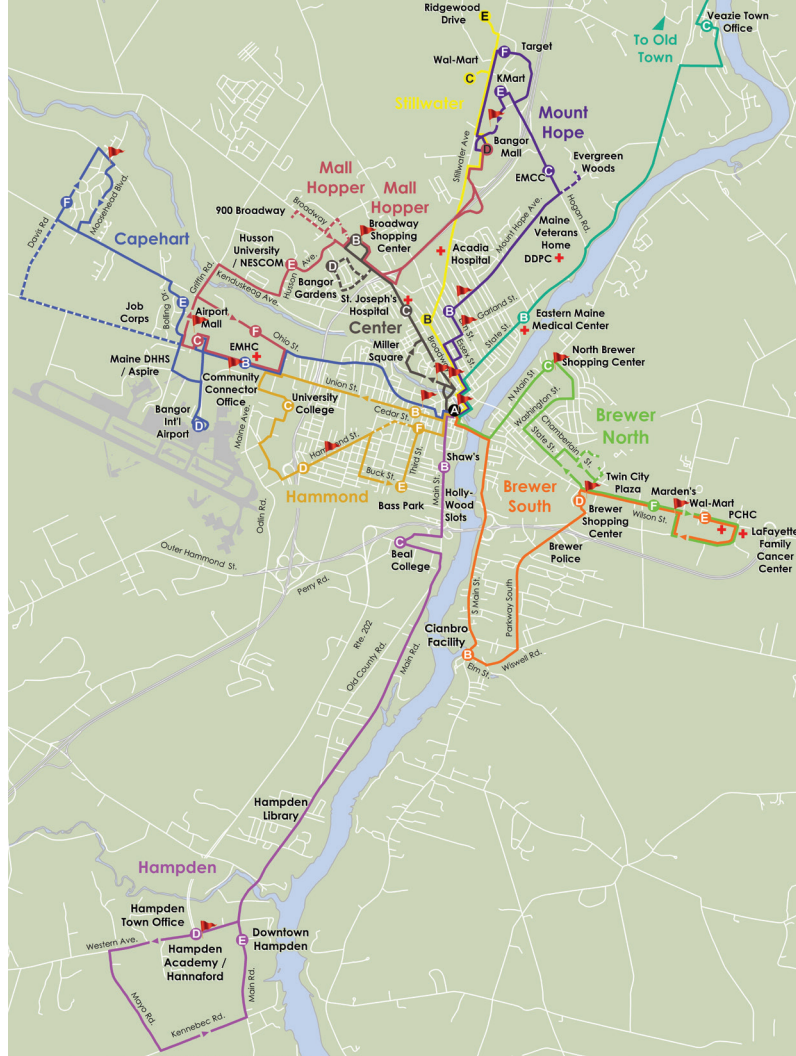 Ridgewood
Drive
E
Veazie Town
Office
C
To Old
Town
Target
F
Wal-Mart
C
KMart
E
Stillwater
Mount
Hope
Stillwater Ave
Bangor
Mall
D
Evergreen
Woods
EMCC
C
Mall
Hopper
Mall
Hopper
Hogan Rd.
Mount Hope Ave.
Maine
Veterans
Home
DDPC
Davis Rd
F
Moosehead Blvd.
900 Broadway
Broadway
B
Broadway
Shopping
Center
Capehart
Husson
University
/ NESCOM
E
Husson Ave.
Griffin Rd.
Kenduskeag Ave.
D
Bangor
Gardens
Acadia
Hospital
St. Joseph's
Hospital
C
Center
Job
Corps
Bolling Dr.
E
Airport
Mall
C
F
Ohio St.
EMHC
B
Miller
Square
Broadway
B
B
Garland St.
Essex St.
State St.
B
Eastern Maine
Medical Center
North Brewer
Shopping Center
C
N Main St.
Maine DHHS
/ Aspire
Community
Connector
Office
Union St.
University
College
C
Cedar St.
B
F
A
Bangor
Int'l
Airport
D
Maine Ave.
Hammond St.
D
Hammond
Buck St.
Third St.
E
Bass Park
Main St.
B
Shaw's
Holly-
Wood
Slots
Washington St.
Chamberlain St.
State St.
Brewer
North
Brewer
South
Twin City
Plaza
D
Brewer
Shopping
Center
Marden's
F
Wilson St.
Wal-Mart
E
PCHC
LaFayette
Family
Cancer
Center
Odlin Rd.
Outer Hammond St.
Perry Rd.
C
Beal
College
Brewer
Police
S Main St.
Parkway South
Cianbro
Facility
B
Elm St.
Wiswell Rd.
Rte. 202
Old County Rd.
Main Rd.
Hampden
Library
Hampden
Hampden
Town Office
Western Ave.
D
Hampden
Academy /
Hannaford
E
Downtown
Hampden
Main Rd.
Mayo Rd.
Kennebec Rd.